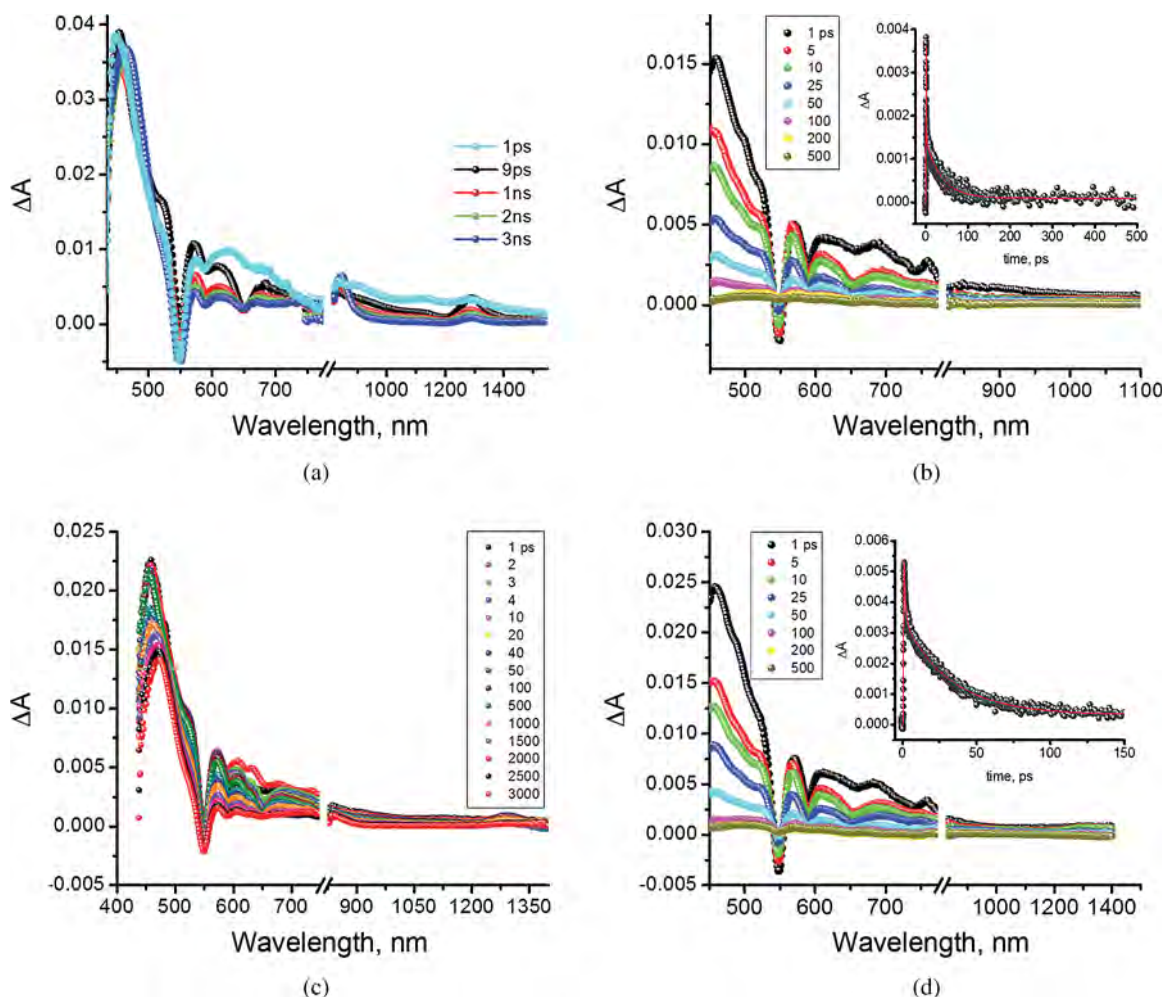 0.04
0.03
0.02
0.01
0.00
ΔA
1ps
9ps
1ns
2ns
3ns
500 600 700 1000 1200 1400
Wavelength, nm
(a)
0.015
0.010
0.005
0.000
ΔA
1 ps
5
10
25
50
100
200
500
0.004
0.003
0.002
0.001
0.000
ΔA
0 100 200 300 400 500
time, ps
500 600 700 900 1000 1100
Wavelength, nm
(b)
0.025
0.020
0.015
0.010
0.005
0.000
-0.005
ΔA
1 ps
2
3
4
10
20
40
50
100
500
1000
1500
2000
2500
3000
400 500 600 700 900 1050 1200 1350
Wavelength, nm
(c)
0.030
0.025
0.020
0.015
0.010
0.005
0.000
-0.005
ΔA
1 ps
5
10
25
50
100
200
500
0.006
0.005
0.004
0.003
0.002
0.001
0.000
ΔA
0 50 100 150
time, ps
500 600 700 1000 1200 1400
Wavelength, nm
(d)